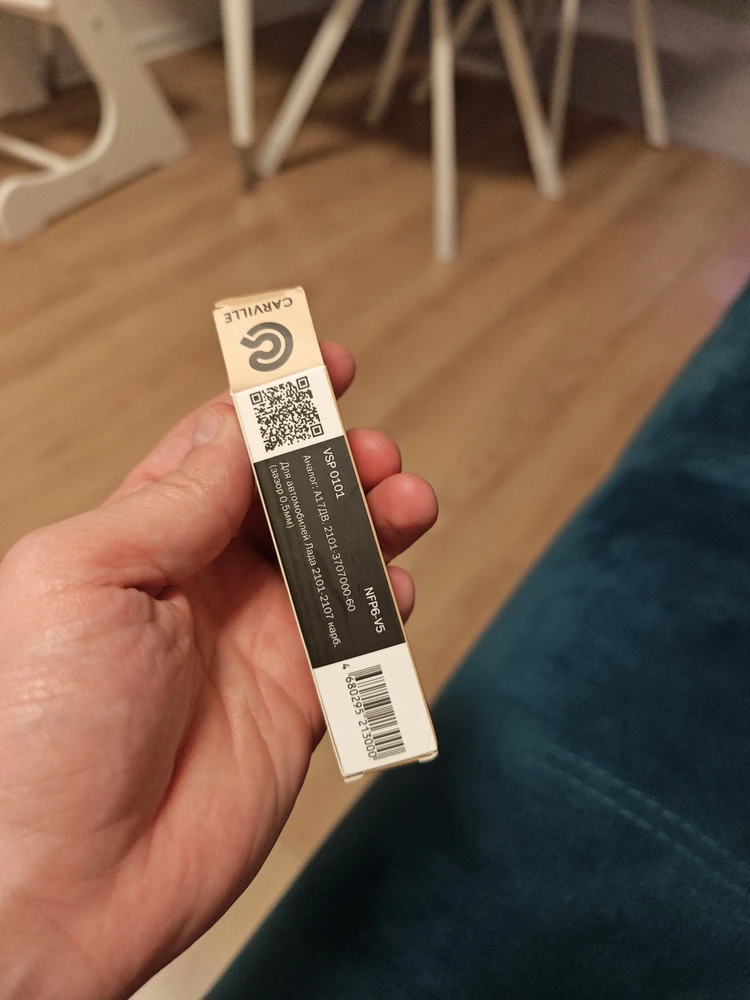 CARVILLE
VSP 0101
NFP6-V5
Аналог: А17ДВ, 2101-3707000-60
Для автомобилей Лада 2101-2107 карб.
(зазор 0,5мм)
4 680295 213000